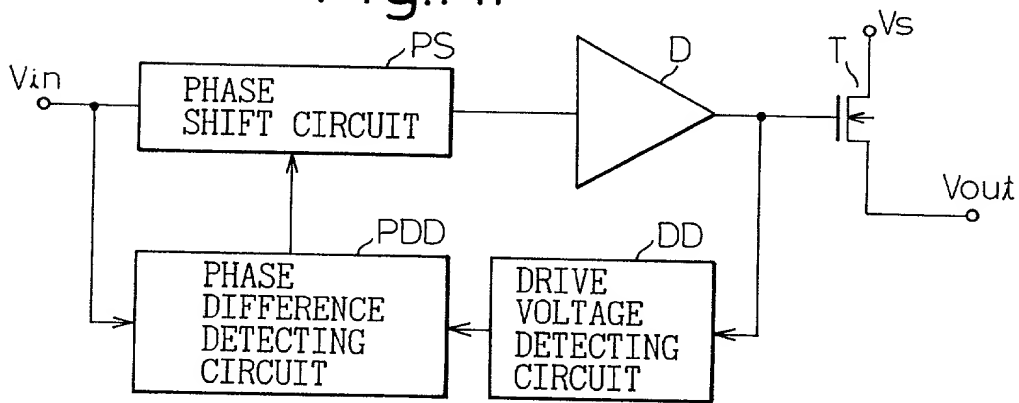 PS
Vin
PHASE
SHIFT CIRCUIT
D
T
Vs
Vout
PDD
PHASE
DIFFERENCE
DETECTING
CIRCUIT
DD
DRIVE
VOLTAGE
DETECTING
CIRCUIT